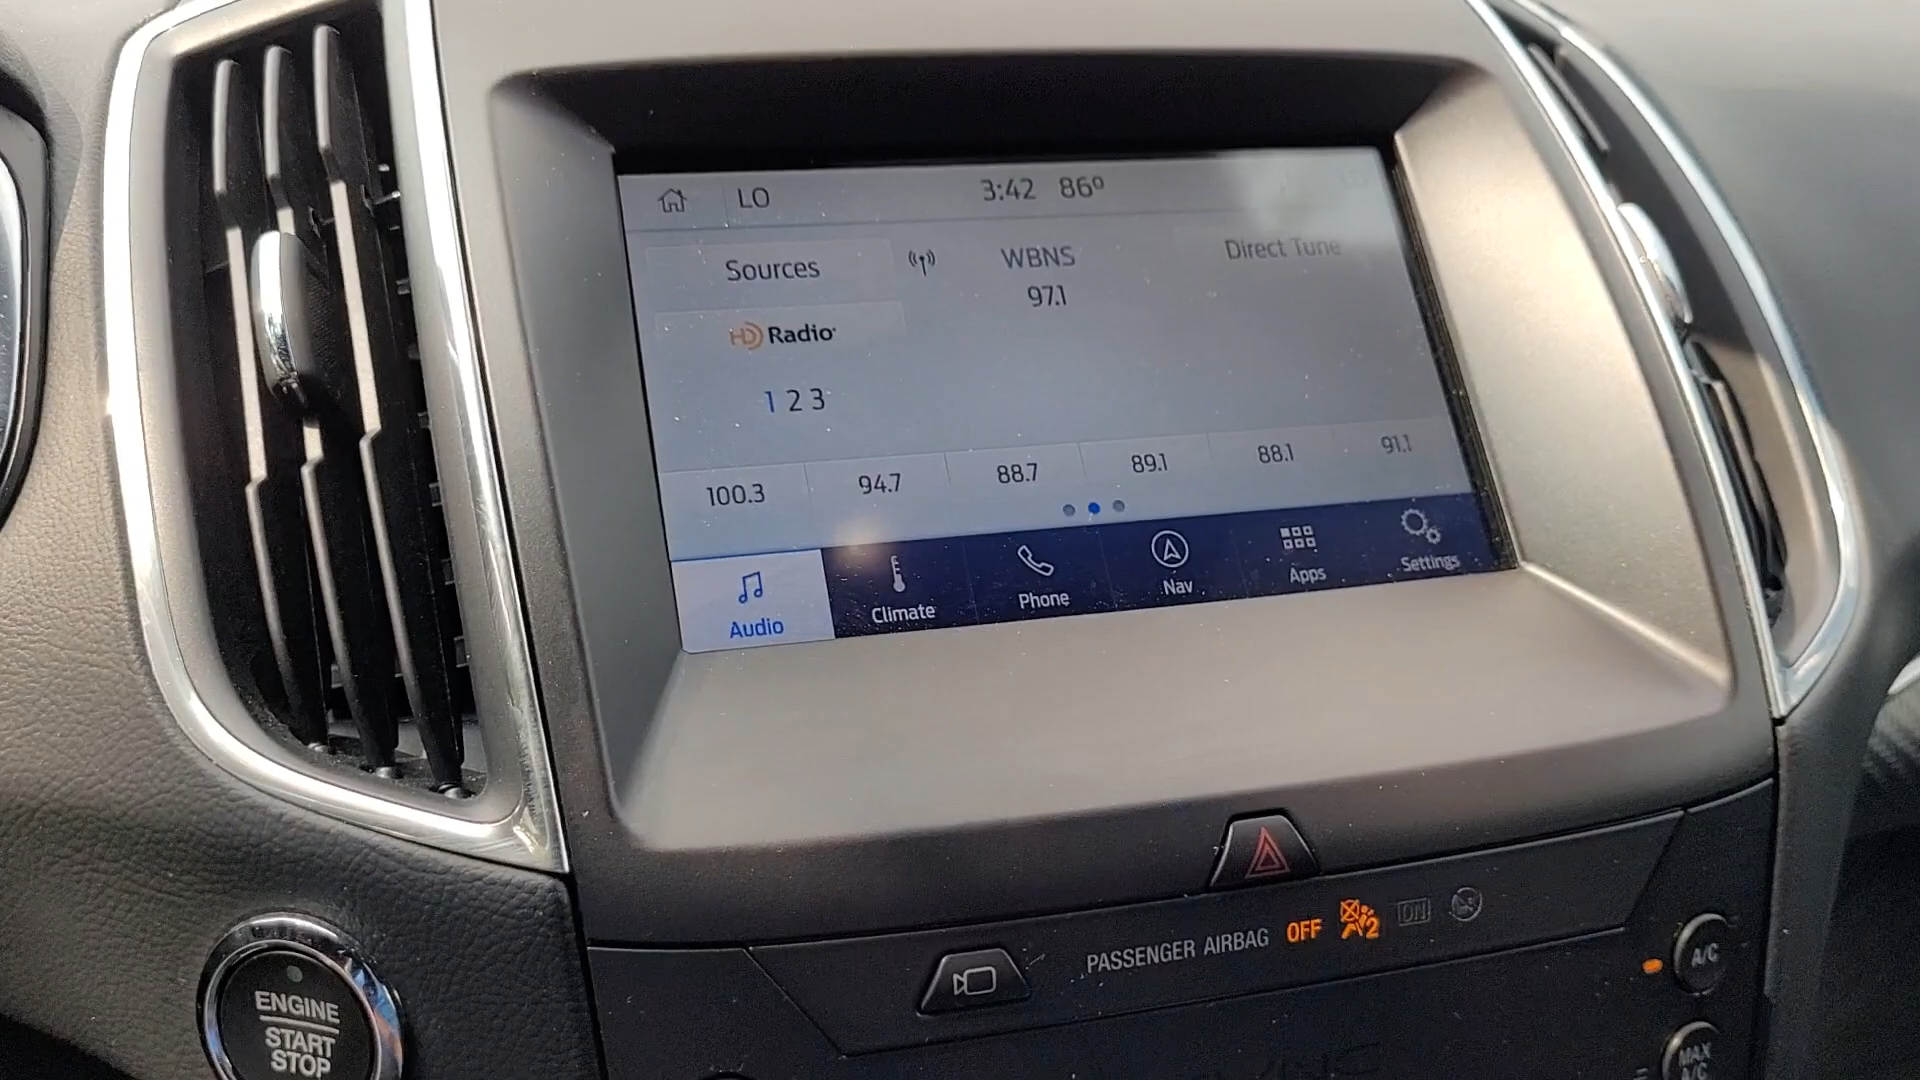 LO 3:42 86°
Sources WBNS Direct Tune
97.1
HD Radio
1 2 3
100.3 94.7 88.7 89.1 88.1 91.1
Audio Climate Phone Nav Apps Settings
PASSENGER AIRBAG OFF 2 ON
A/C
ENGINE
START
STOP
MAX
A/C